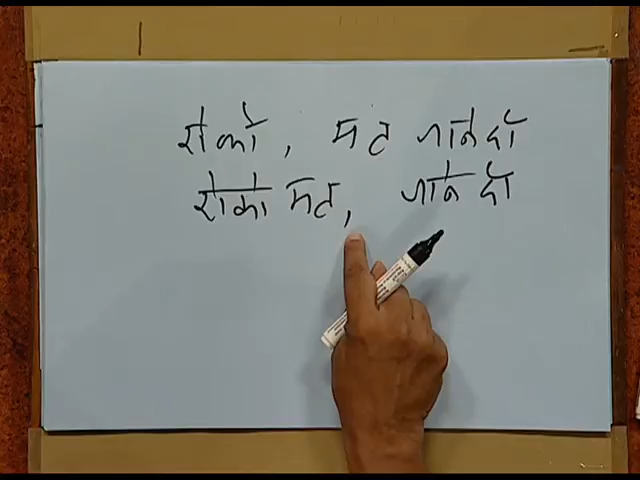 रोको, मत जाने दो
रोको मत, जाने दो